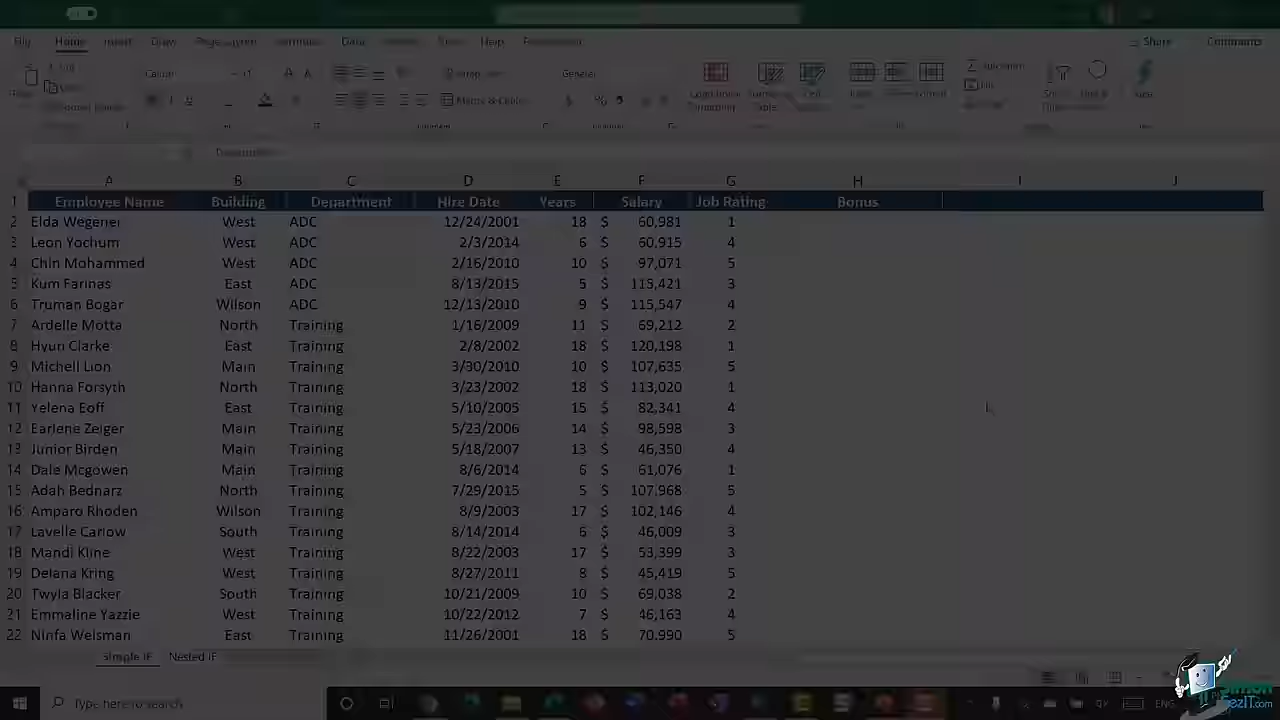 File Home Insert Draw Page Layout Formulas Data Help Share Comments
General
A B C D E F G H I J
1 Employee Name Building Department Hire Date Years Salary Job Rating Bonus
2 Elda Wegener West ADC 12/24/2001 18 $ 60,981 1
3 Leon Yochum West ADC 2/3/2014 6 $ 60,915 4
4 Chin Mohammed West ADC 2/16/2010 10 $ 97,071 5
5 Kum Farinas East ADC 8/13/2015 5 $ 115,421 3
6 Truman Bogar Wilson ADC 12/13/2010 9 $ 115,547 4
7 Ardelle Motta North Training 1/16/2009 11 $ 69,212 2
8 Hyun Clarke East Training 2/8/2002 18 $ 120,198 1
9 Michell Lion Main Training 3/30/2010 10 $ 107,635 5
10 Hanna Forsyth North Training 3/23/2002 18 $ 113,020 1
11 Yelena Eoff East Training 5/10/2005 15 $ 82,341 4
12 Earlene Zeiger Main Training 5/23/2006 14 $ 98,598 3
13 Junior Birden Main Training 5/18/2007 13 $ 46,350 4
14 Dale Mcgowen Main Training 8/6/2014 6 $ 61,076 1
15 Adah Bednarz North Training 7/29/2015 5 $ 107,968 5
16 Amparo Rhoden Wilson Training 8/9/2003 17 $ 102,146 4
17 Lavelle Carlow South Training 8/14/2014 6 $ 46,009 3
18 Mandi Kline West Training 8/22/2003 17 $ 53,399 3
19 Delana Kring West Training 8/27/2011 8 $ 45,419 5
20 Twyla Blacker South Training 10/21/2009 10 $ 69,038 2
21 Emmaline Yazzie West Training 10/22/2012 7 $ 46,163 4
22 Ninfa Weisman East Training 11/26/2001 18 $ 70,990 5
Simple IF Nested IF
Type here to search ENG
Simon
SezIT.com